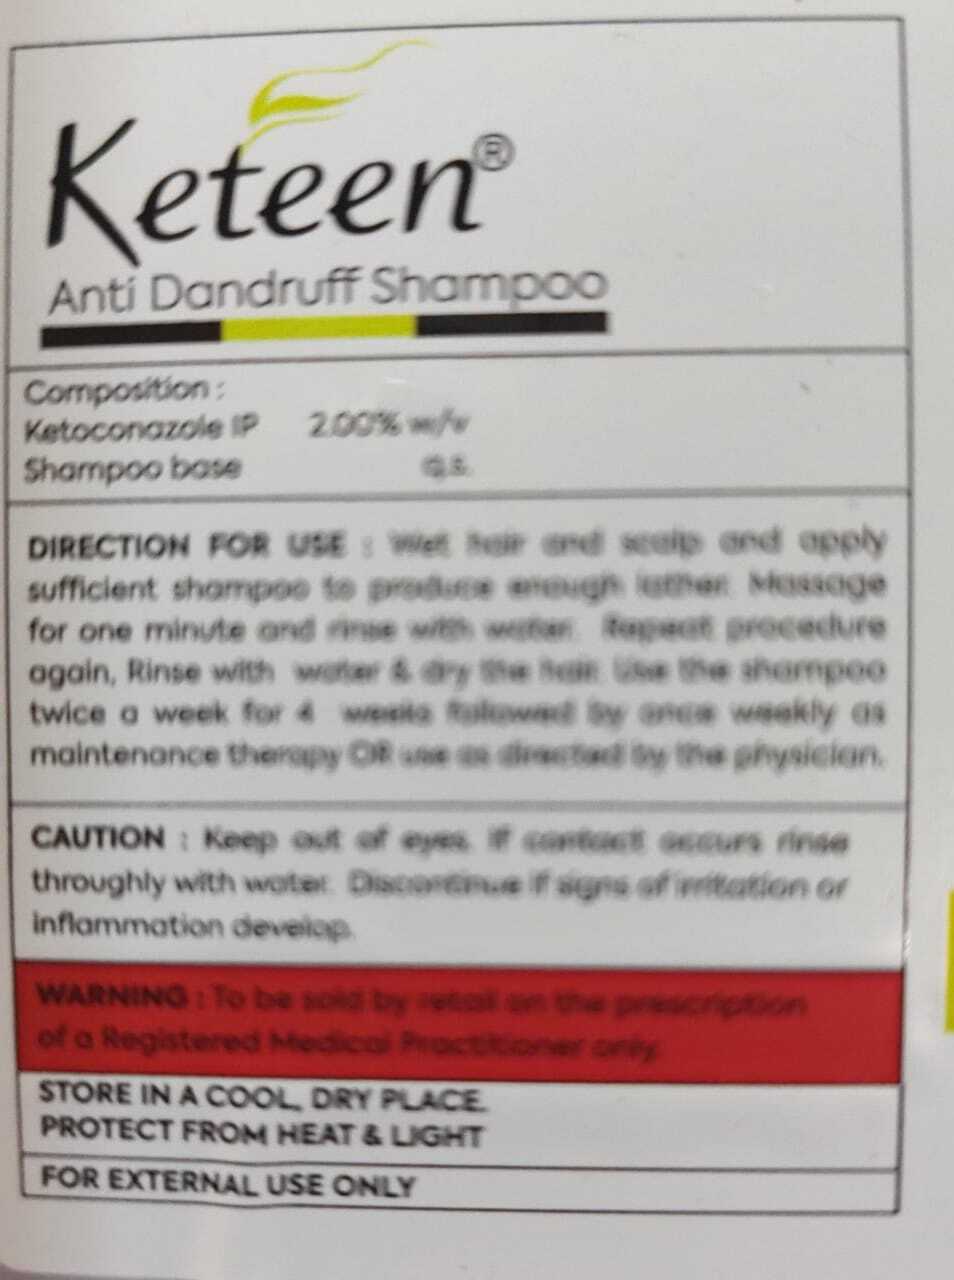 Keteen®
Anti Dandruff Shampoo
Composition :
Ketoconazole IP 2.00% w/v
Shampoo base q.s.
DIRECTION FOR USE : Wet hair and scalp and apply
sufficient shampoo to produce enough lather. Massage
for one minute and rinse with water. Repeat procedure
again, Rinse with water & dry the hair. Use the shampoo
twice a week for 4 weeks followed by once weekly as
maintenance therapy OR use as directed by the physician.
CAUTION : Keep out of eyes. If contact occurs rinse
throughly with water. Discontinue if signs of irritation or
inflammation develop.
WARNING : To be sold by retail on the prescription
of a Registered Medical Practitioner only.
STORE IN A COOL, DRY PLACE.
PROTECT FROM HEAT & LIGHT
FOR EXTERNAL USE ONLY